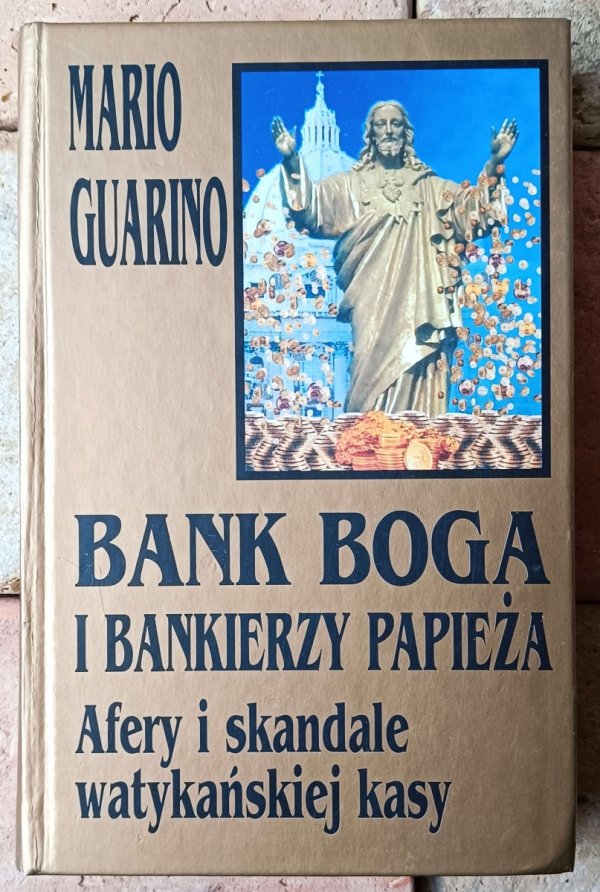 MARIO
GUARINO
BANK BOGA
I BANKIERZY PAPIEŻA
Afery i skandale
watykańskiej kasy